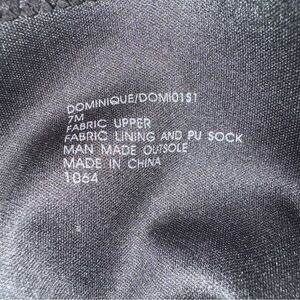 DOMINIQUE/DOMI01S1
7M
FABRIC UPPER
FABRIC LINING AND PU SOCK
MAN MADE OUTSOLE
MADE IN CHINA
1064